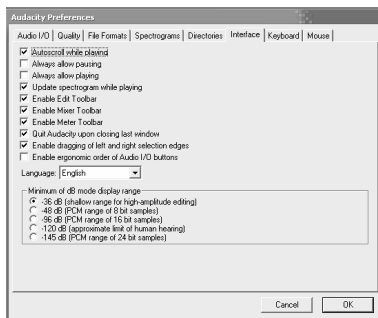 Audacity Preferences
Audio I/O | Quality | File Formats | Spectrograms | Directories | Interface | Keyboard | Mouse
Autoscroll while playing
Always allow pausing
Always allow playing
Update spectrogram while playing
Enable Edit Toolbar
Enable Mixer Toolbar
Enable Meter Toolbar
Quit Audacity upon closing last window
Enable dragging of left and right selection edges
Enable ergonomic order of Audio I/O buttons
Language: English
Minimum of dB mode display range
-36 dB (shallow range for high-amplitude editing)
-48 dB (PCM range of 8 bit samples)
-96 dB (PCM range of 16 bit samples)
-120 dB (approximate limit of human hearing)
-145 dB (PCM range of 24 bit samples)
Cancel OK